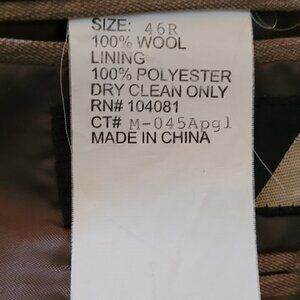 SIZE: 46R
100% WOOL
LINING
100% POLYESTER
DRY CLEAN ONLY
RN# 104081
CT# M-045Apgl
MADE IN CHINA